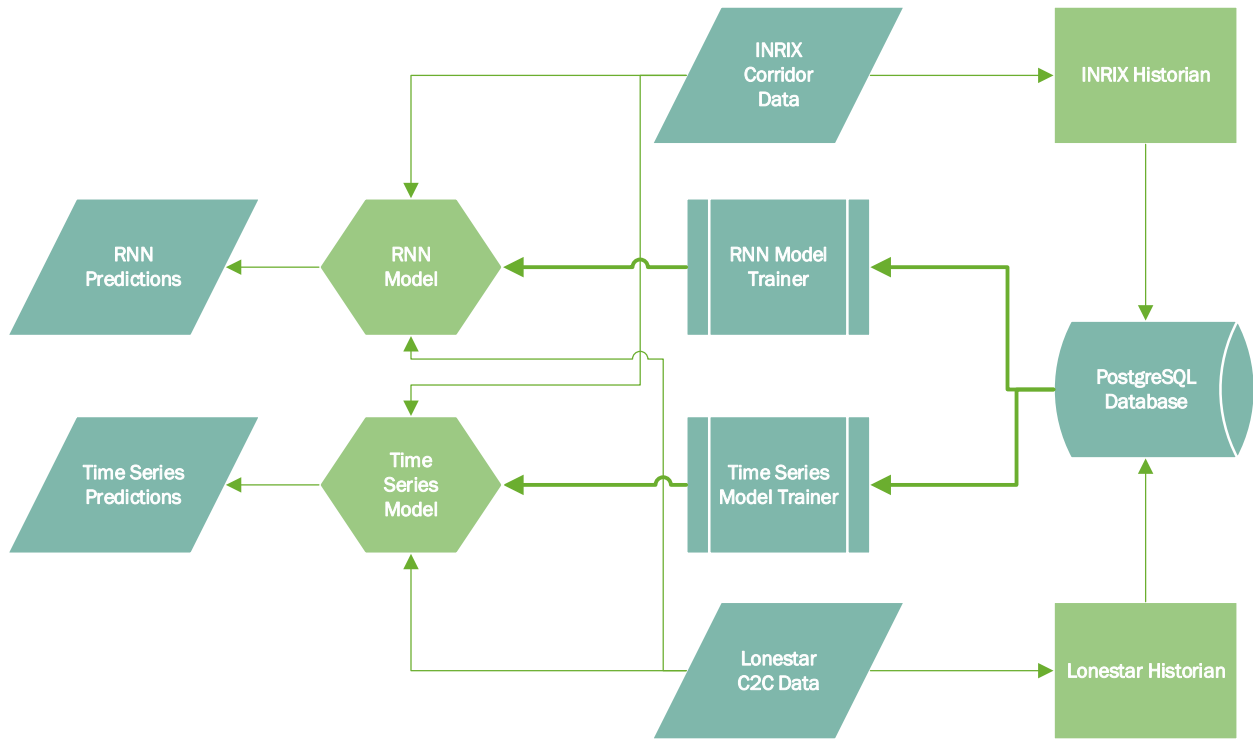 INRIX
Corridor
Data
INRIX Historian
RNN
Predictions
RNN
Model
RNN Model
Trainer
PostgreSQL
Database
Time Series
Predictions
Time
Series
Model
Time Series
Model Trainer
Lonestar
C2C Data
Lonestar Historian